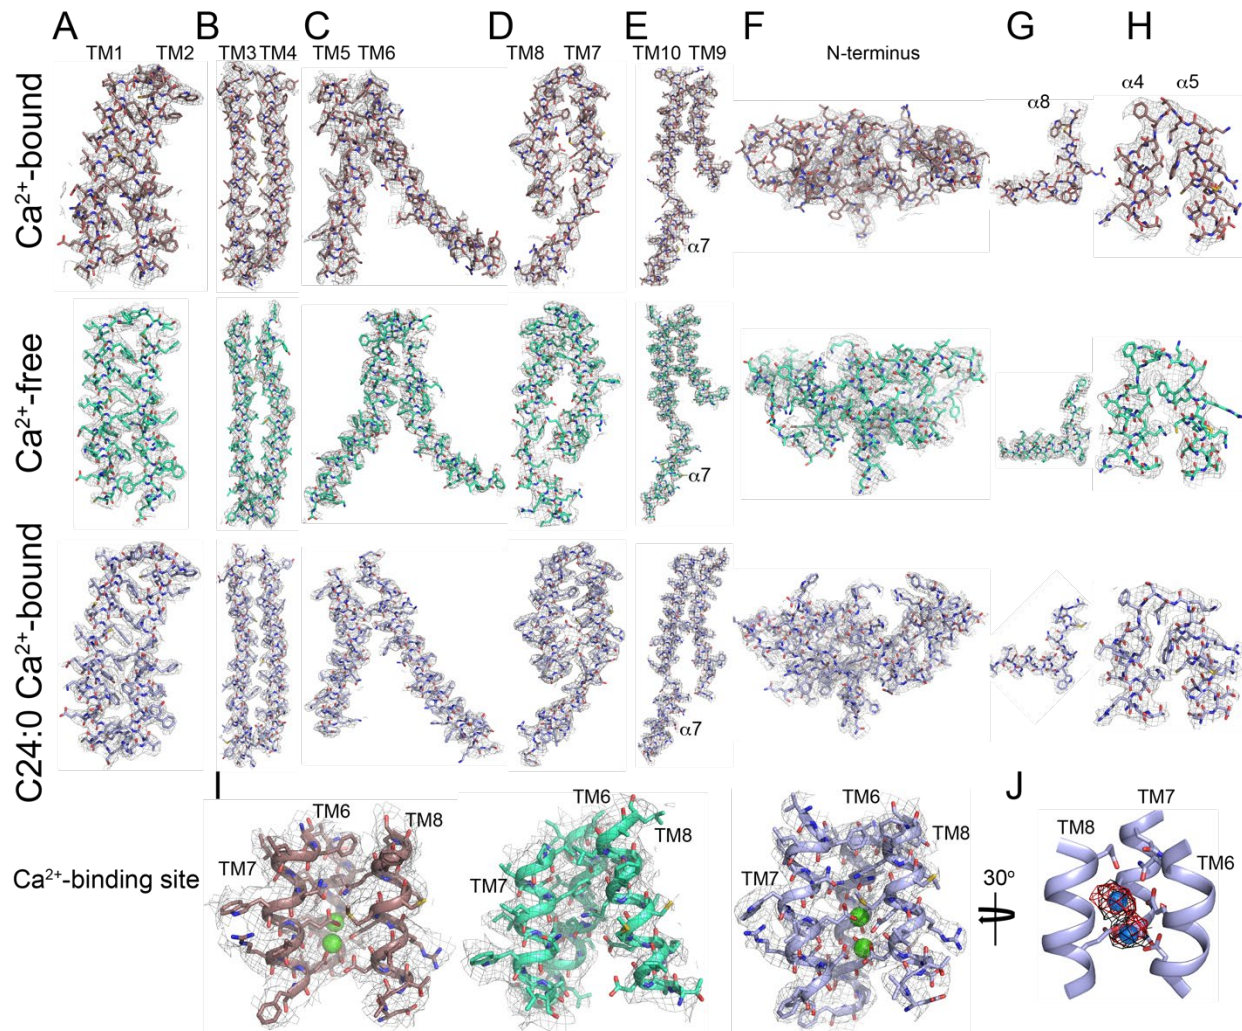 A B C D E F G H
TM1 TM2 TM3 TM4 TM5 TM6 TM8 TM7 TM10 TM9 N-terminus
α8 α4 α5
Ca²⁺-bound
α7
Ca²⁺-free
α7
C24:0 Ca²⁺-bound
α7
I J
TM6 TM8 TM7
TM6 TM8 TM7
TM6 TM8 TM7
TM7 TM8 TM6
Ca²⁺-binding site
30°